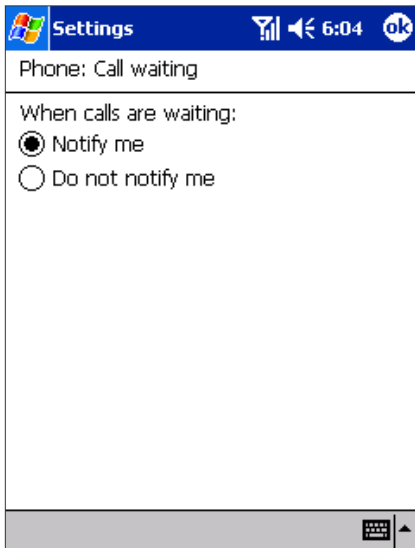 Settings 6:04 ok
Phone: Call waiting
When calls are waiting:
Notify me
Do not notify me